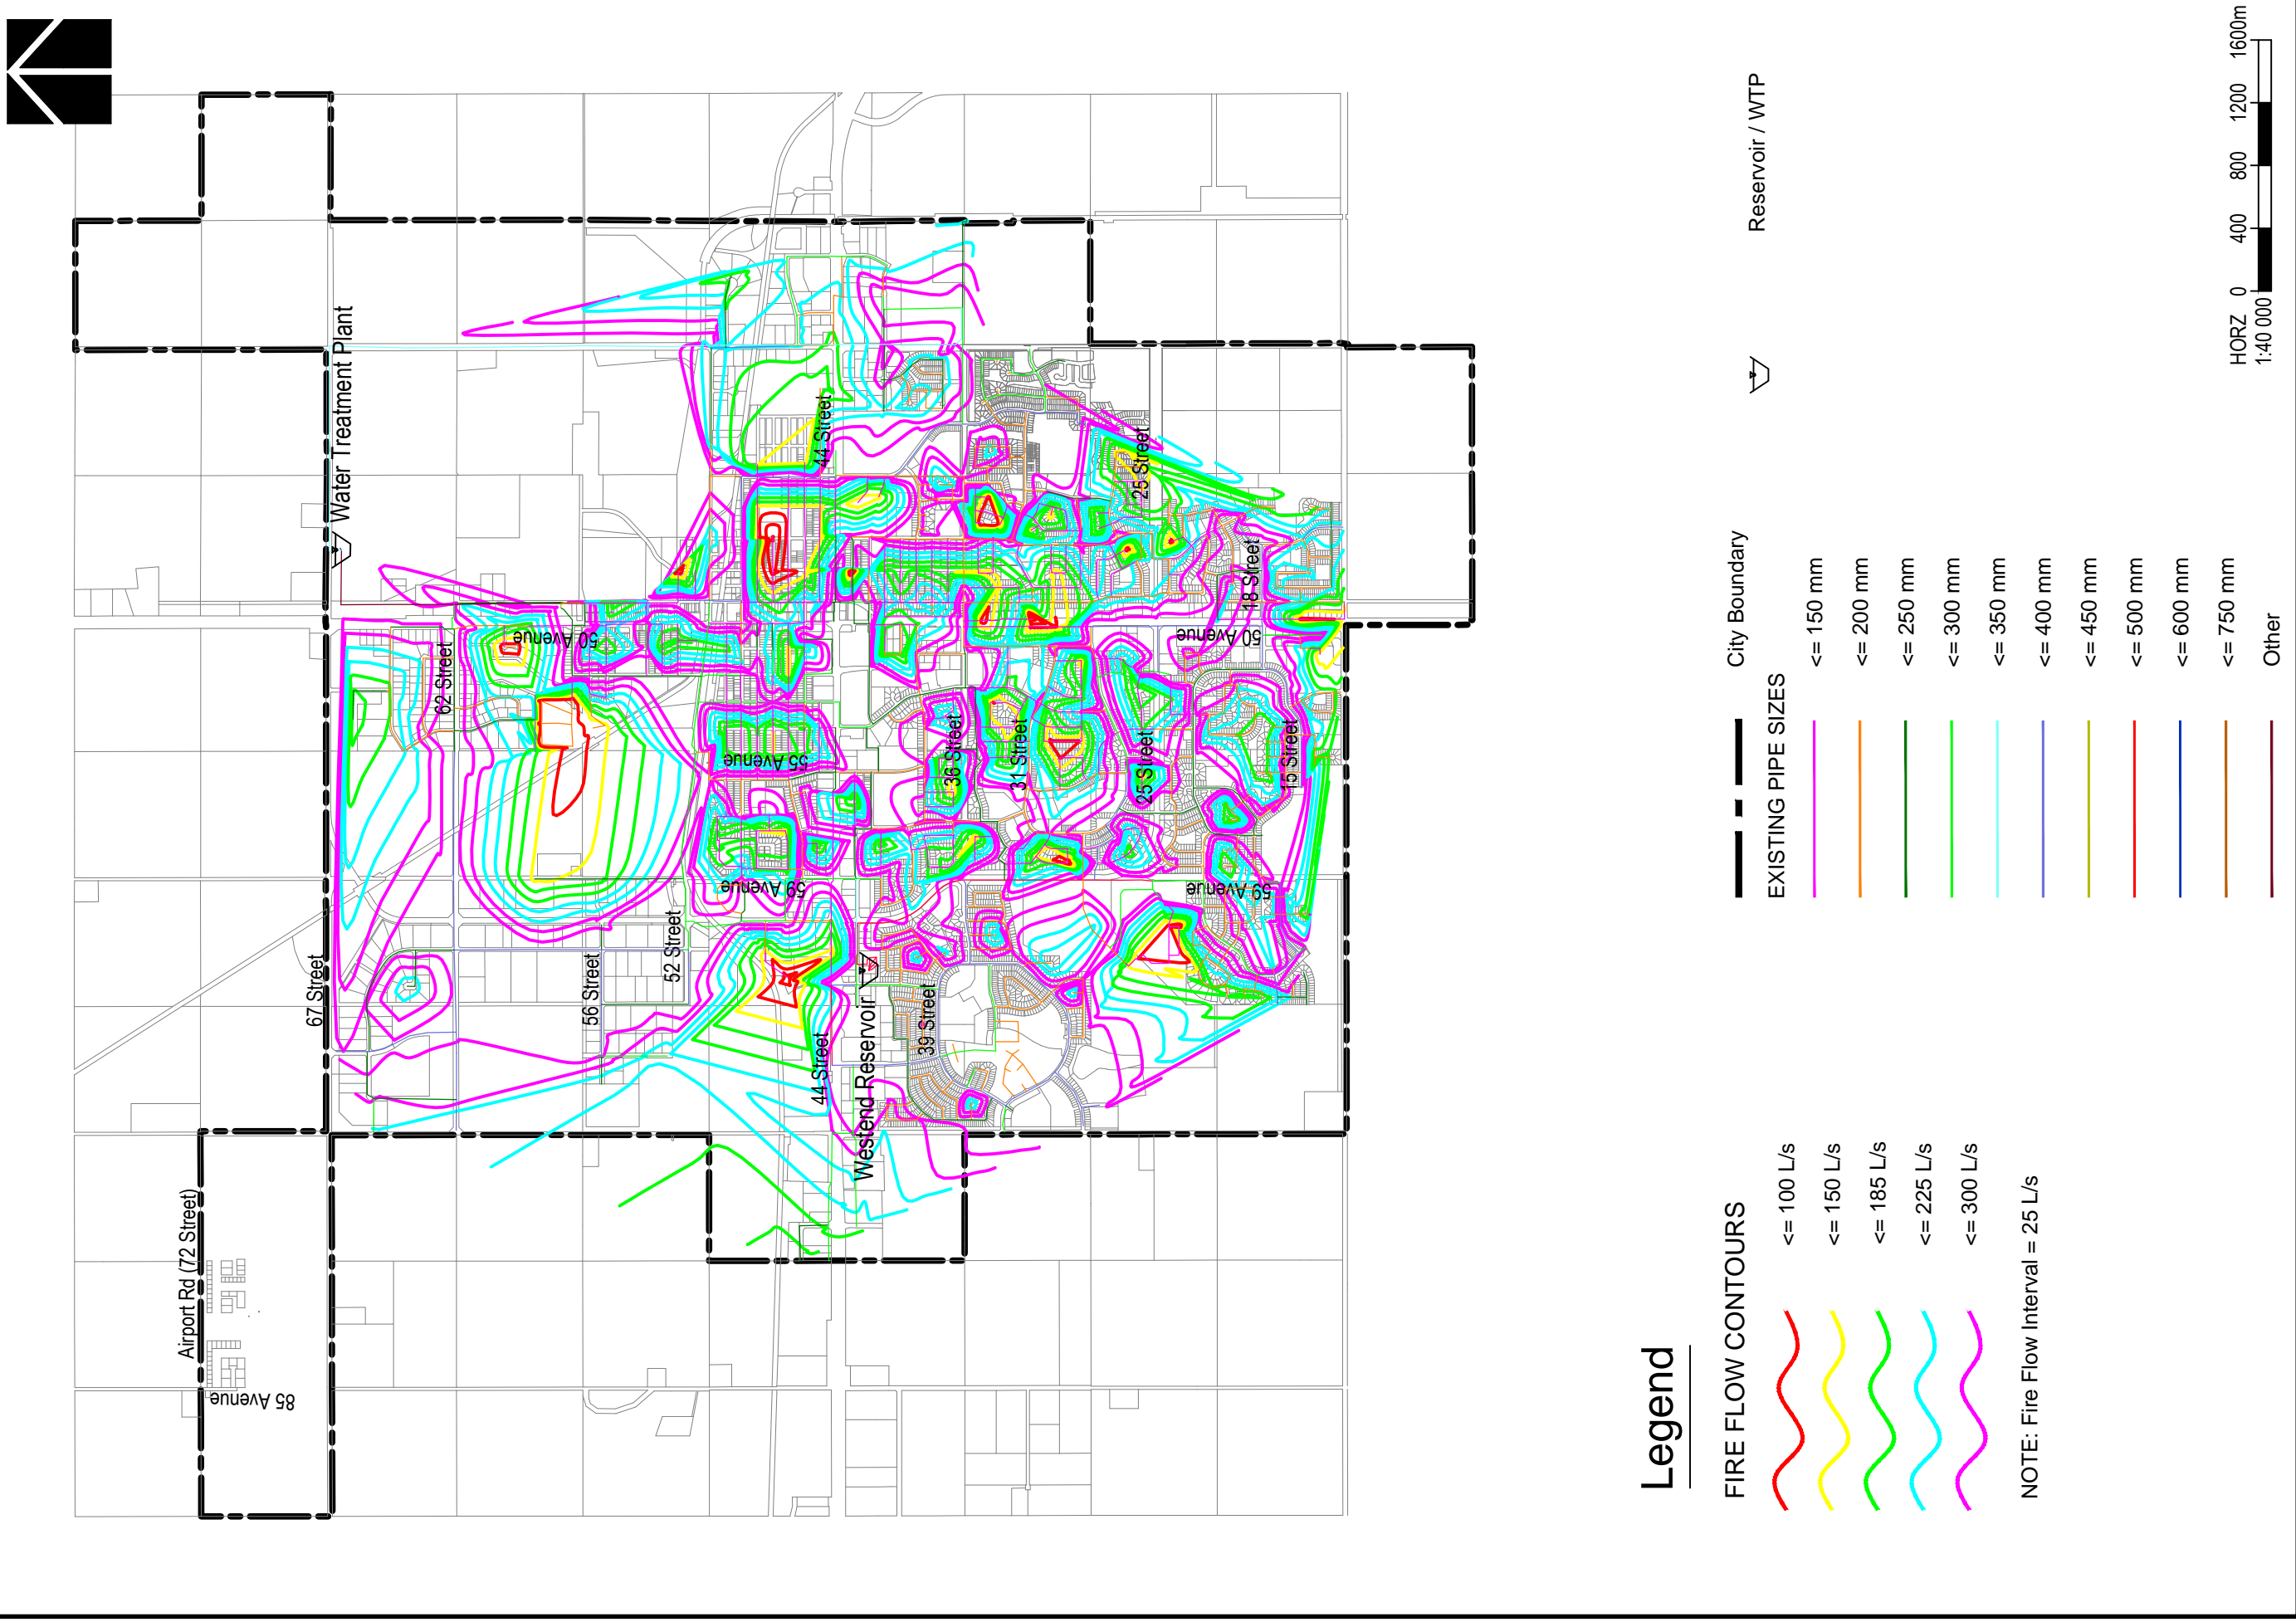 Airport Rd (72 Street)
85 Avenue
67 Street
Water Treatment Plant
62 Street
50 Avenue
56 Street
52 Street
55 Avenue
59 Avenue
44 Street
44 Street
Westend Reservoir
39 Street
36 Street
31 Street
25 Street
25 Street
50 Avenue
18 Street
15 Street
59 Avenue
Legend
FIRE FLOW CONTOURS
<= 100 L/s
<= 150 L/s
<= 185 L/s
<= 225 L/s
<= 300 L/s
NOTE: Fire Flow Interval = 25 L/s
City Boundary
EXISTING PIPE SIZES
<= 150 mm
<= 200 mm
<= 250 mm
<= 300 mm
<= 350 mm
<= 400 mm
<= 450 mm
<= 500 mm
<= 600 mm
<= 750 mm
Other
Reservoir / WTP
HORZ 0 400 800 1200 1600m
1:40 000